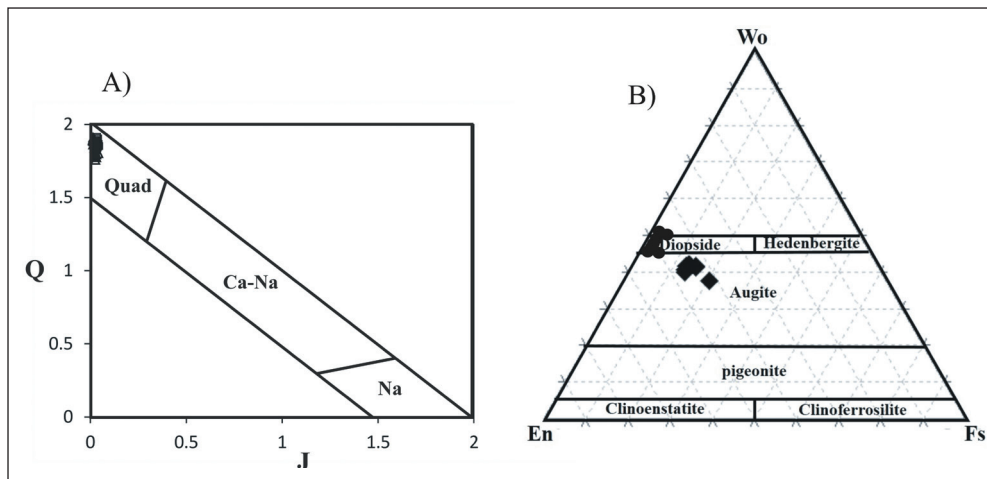 A)
2
1.5
1
0.5
0
Q
Quad
Ca-Na
Na
0 0.5 1 1.5 2
J
B)
Wo
Diopside Hedenbergite
Augite
pigeonite
Clinoenstatite Clinoferrosilite
En Fs